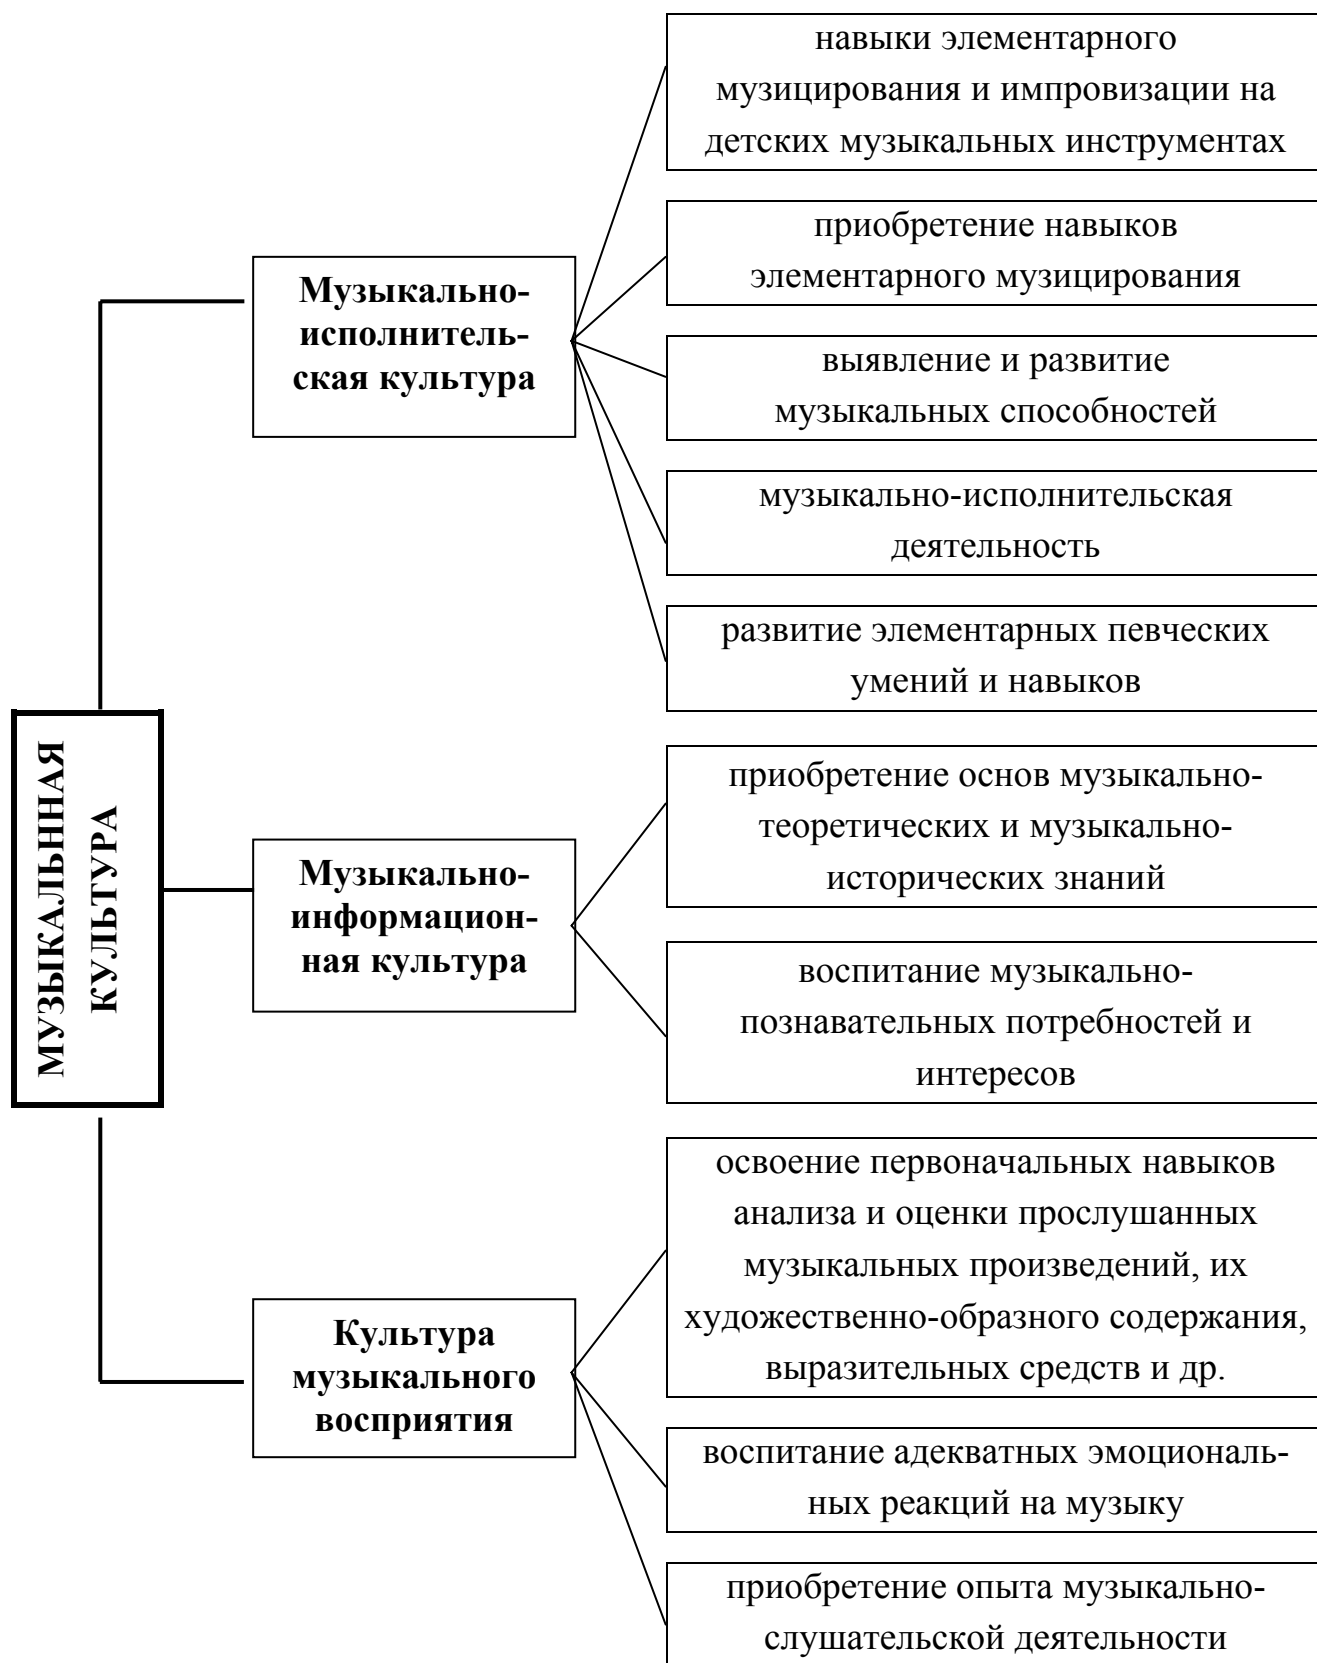 МУЗЫКАЛЬННАЯ
КУЛЬТУРА
Музыкально-
исполнитель-
ская культура
навыки элементарного
музицирования и импровизации на
детских музыкальных инструментах
приобретение навыков
элементарного музицирования
выявление и развитие
музыкальных способностей
музыкально-исполнительская
деятельность
развитие элементарных певческих
умений и навыков
Музыкально-
информацион-
ная культура
приобретение основ музыкально-
теоретических и музыкально-
исторических знаний
воспитание музыкально-
познавательных потребностей и
интересов
Культура
музыкального
восприятия
освоение первоначальных навыков
анализа и оценки прослушанных
музыкальных произведений, их
художественно-образного содержания,
выразительных средств и др.
воспитание адекватных эмоциональ-
ных реакций на музыку
приобретение опыта музыкально-
слушательской деятельности